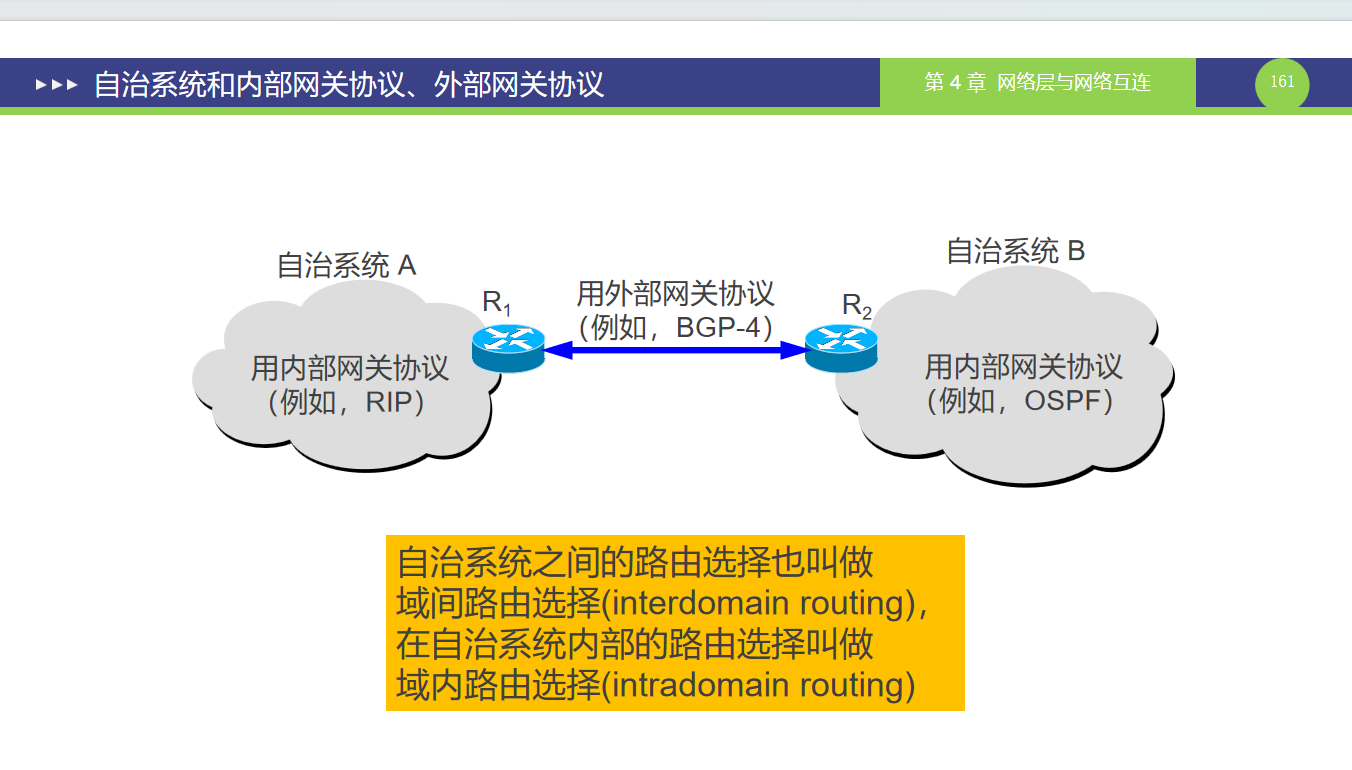 自治系统和内部网关协议、外部网关协议
第 4 章 网络层与网络互连
161
自治系统 A
自治系统 B
R1
用外部网关协议
(例如，BGP-4)
R2
用内部网关协议
(例如，RIP)
用内部网关协议
(例如，OSPF)
自治系统之间的路由选择也叫做
域间路由选择(interdomain routing)，
在自治系统内部的路由选择叫做
域内路由选择(intradomain routing)